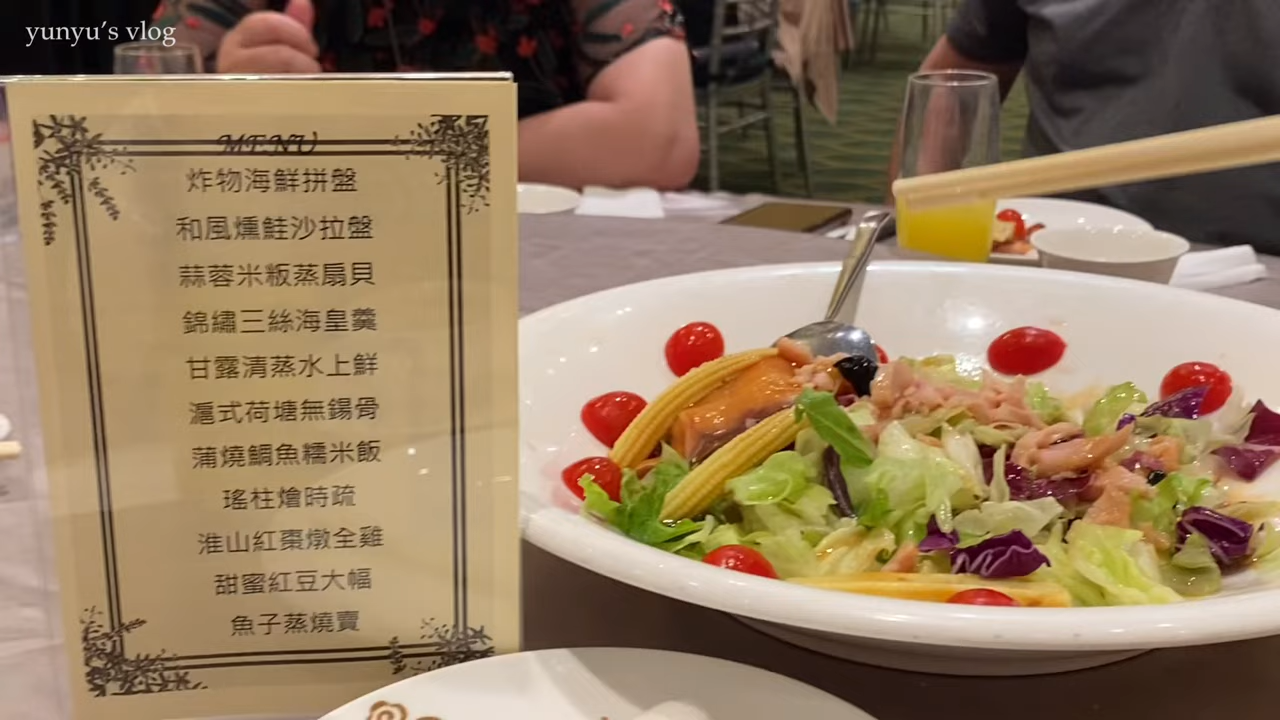 yunyu's vlog
MENU
炸物海鮮拼盤
和風燻鮭沙拉盤
蒜蓉米粄蒸扇貝
錦繡三絲海皇羹
甘露清蒸水上鮮
滬式荷塘無錫骨
蒲燒鯛魚糯米飯
瑤柱燴時疏
淮山紅棗燉全雞
甜蜜紅豆大福
魚子蒸燒賣